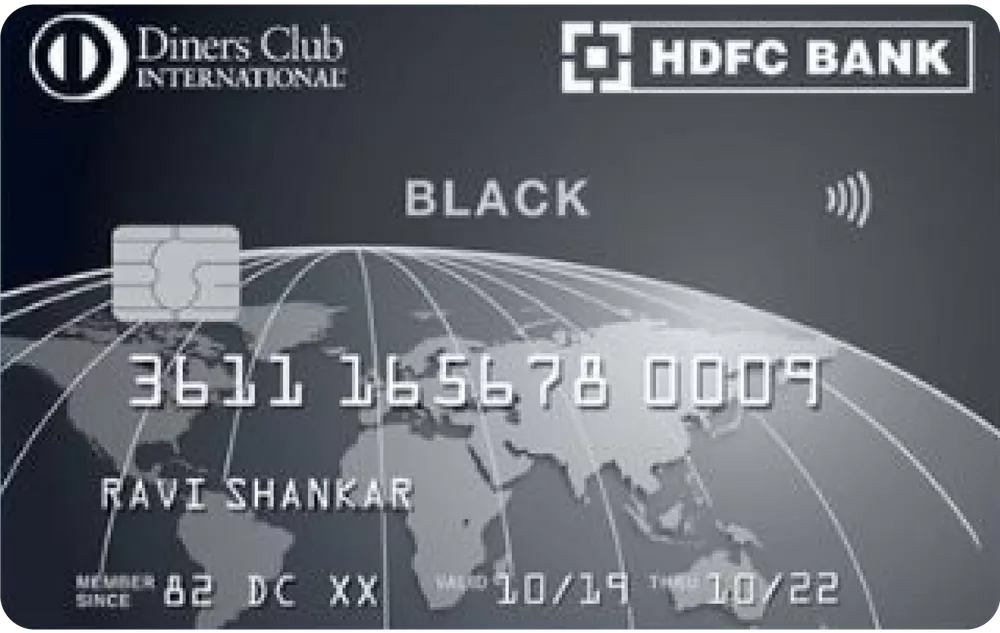 Diners Club
INTERNATIONAL
HDFC BANK
BLACK
3611 165678 0009
RAVI SHANKAR
MEMBER SINCE 82 DC XX VALID 10/19 THRU 10/22